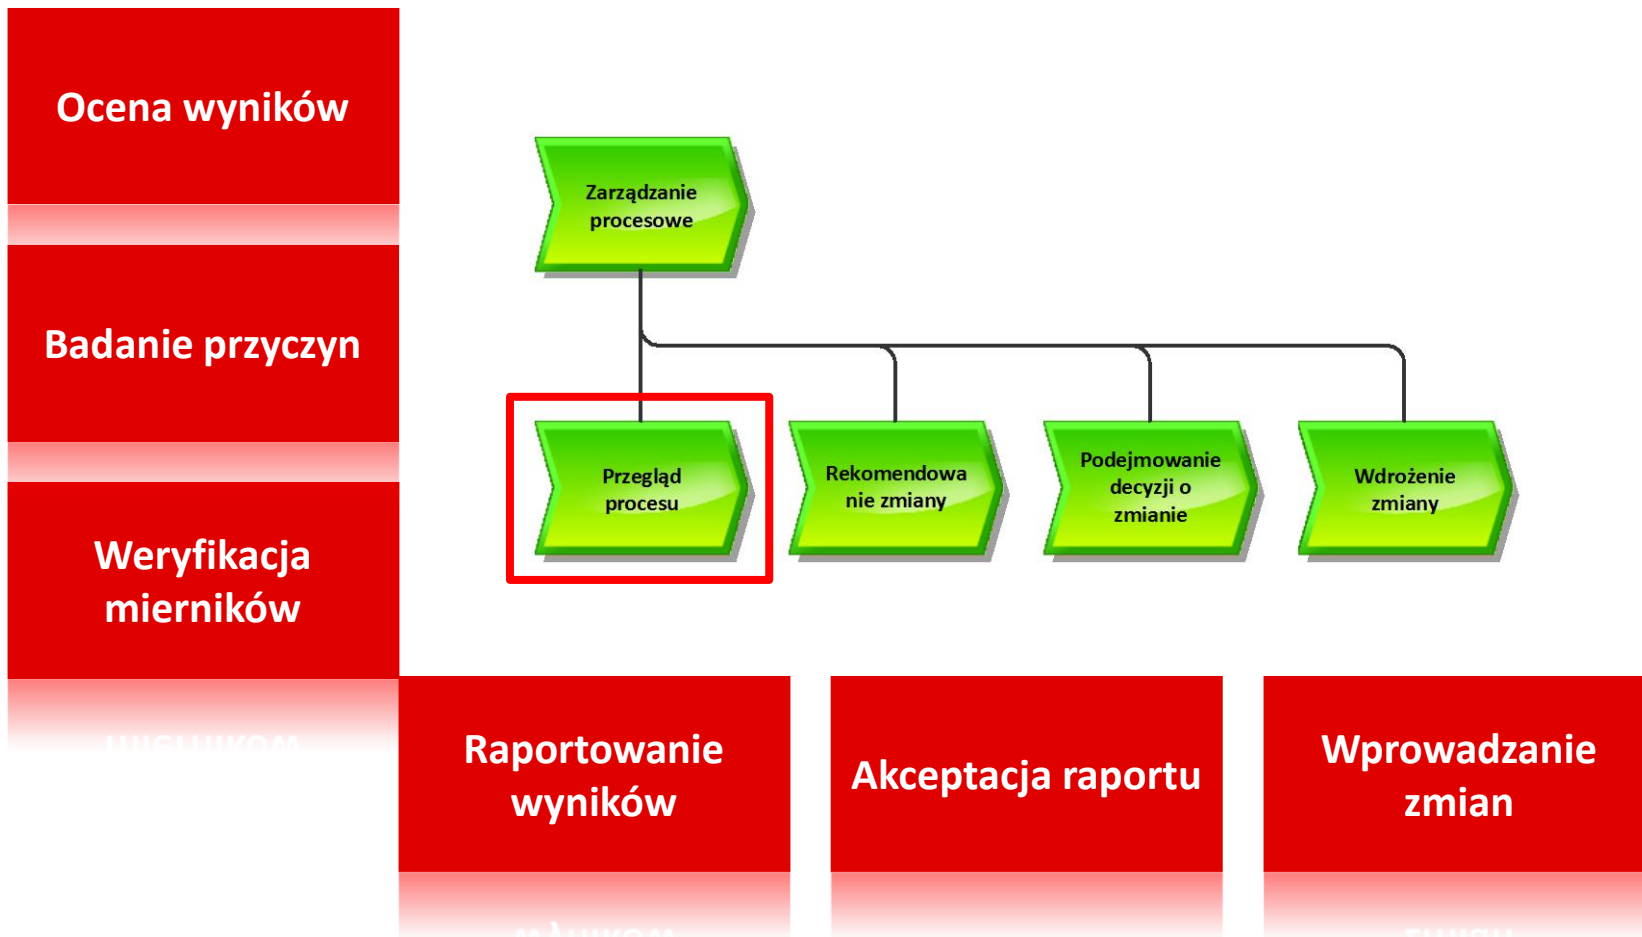 Ocena wyników
Badanie przyczyn
Weryfikacja
mierników
Zarządzanie
procesowe
Przegląd
procesu
Rekomendowa
nie zmiany
Podejmowanie
decyzji o
zmianie
Wdrożenie
zmiany
Raportowanie
wyników
Akceptacja raportu
Wprowadzanie
zmian